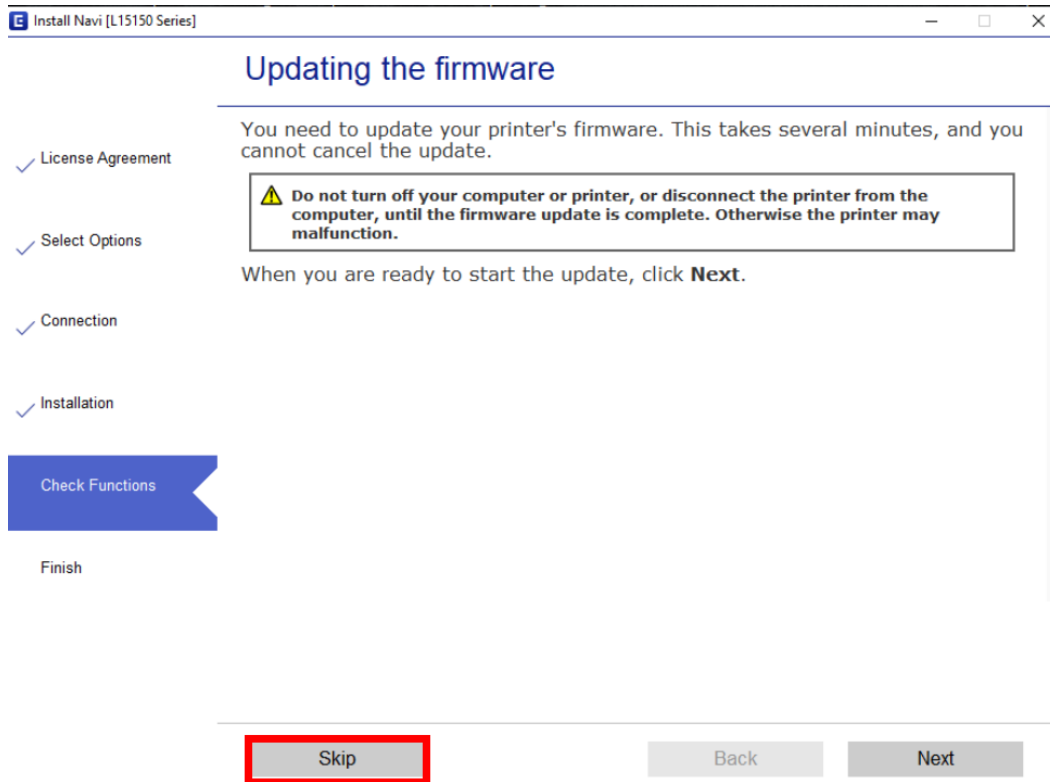 E Install Navi [L15150 Series]
Updating the firmware
License Agreement
Select Options
Connection
Installation
Check Functions
Finish
You need to update your printer's firmware. This takes several minutes, and you
cannot cancel the update.
Do not turn off your computer or printer, or disconnect the printer from the
computer, until the firmware update is complete. Otherwise the printer may
malfunction.
When you are ready to start the update, click Next.
Skip Back Next